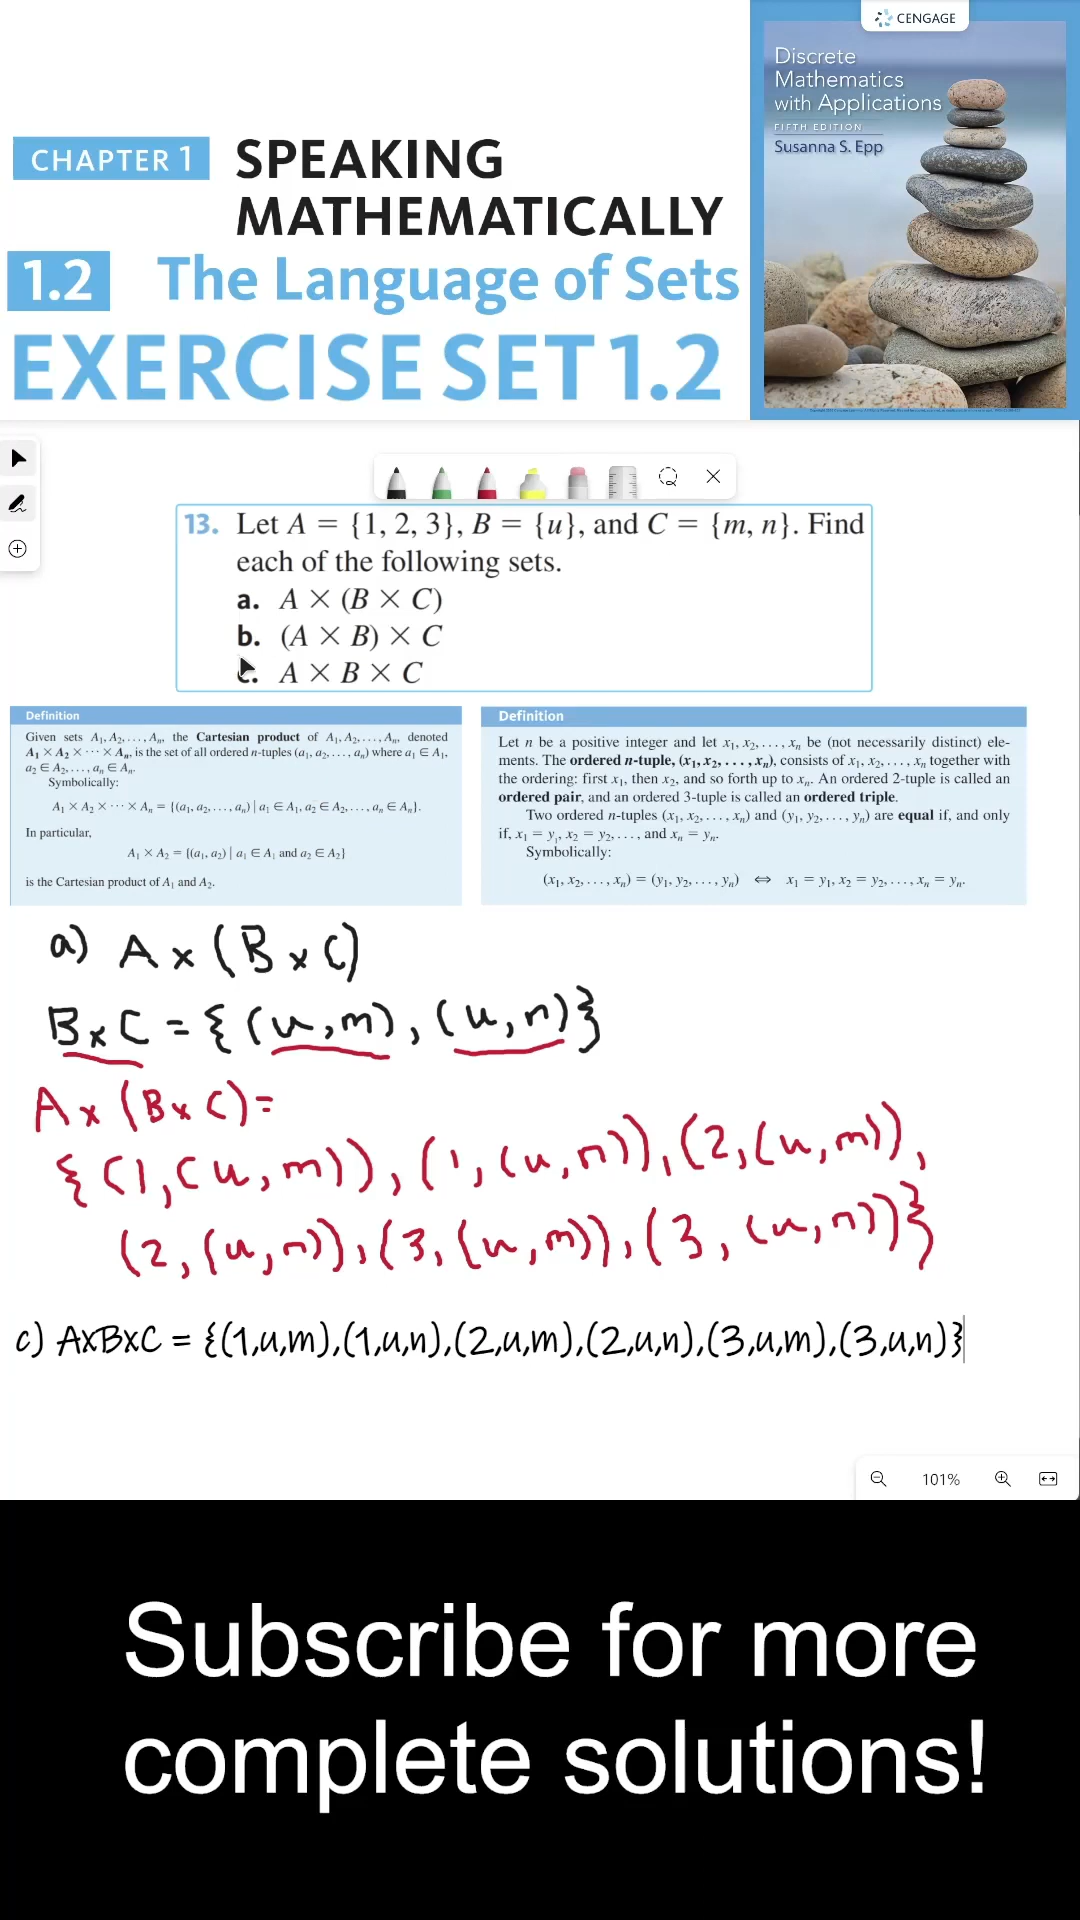 CENGAGE
Discrete
Mathematics
with Applications
FIFTH EDITION
Susanna S. Epp
CHAPTER 1 SPEAKING
MATHEMATICALLY
1.2 The Language of Sets
EXERCISE SET 1.2
13. Let A = {1, 2, 3}, B = {u}, and C = {m, n}. Find
each of the following sets.
a. A × (B × C)
b. (A × B) × C
c. A × B × C
Definition
Given sets A₁, A₂, . . . , Aₙ, the Cartesian product of A₁, A₂, . . . , Aₙ, denoted
A₁ × A₂ × ··· × Aₙ, is the set of all ordered n-tuples (a₁, a₂, . . . , aₙ) where a₁ ∈ A₁,
a₂ ∈ A₂, . . . , aₙ ∈ Aₙ.
Symbolically:
A₁ × A₂ × ··· × Aₙ = {(a₁, a₂, . . . , aₙ) | a₁ ∈ A₁, a₂ ∈ A₂, . . . , aₙ ∈ Aₙ}.
In particular,
A₁ × A₂ = {(a₁, a₂) | a₁ ∈ A₁ and a₂ ∈ A₂}
is the Cartesian product of A₁ and A₂.
Definition
Let n be a positive integer and let x₁, x₂, . . . , xₙ be (not necessarily distinct) ele-
ments. The ordered n-tuple, (x₁, x₂, . . . , xₙ), consists of x₁, x₂, . . . , xₙ together with
the ordering: first x₁, then x₂, and so forth up to xₙ. An ordered 2-tuple is called an
ordered pair, and an ordered 3-tuple is called an ordered triple.
Two ordered n-tuples (x₁, x₂, . . . , xₙ) and (y₁, y₂, . . . , yₙ) are equal if, and only
if, x₁ = y₁, x₂ = y₂, . . . , and xₙ = yₙ.
Symbolically:
(x₁, x₂, . . . , xₙ) = (y₁, y₂, . . . , yₙ) ⇔ x₁ = y₁, x₂ = y₂, . . . , xₙ = yₙ.
a) A × (B × C)
B × C = {(u,m), (u,n)}
A × (B × C) =
{(1,(u,m)), (1,(u,n)), (2,(u,m)),
(2,(u,n)), (3,(u,m)), (3,(u,n))}
c) AxBxC = {(1,u,m),(1,u,n),(2,u,m),(2,u,n),(3,u,m),(3,u,n)}
101%
Subscribe for more
complete solutions!